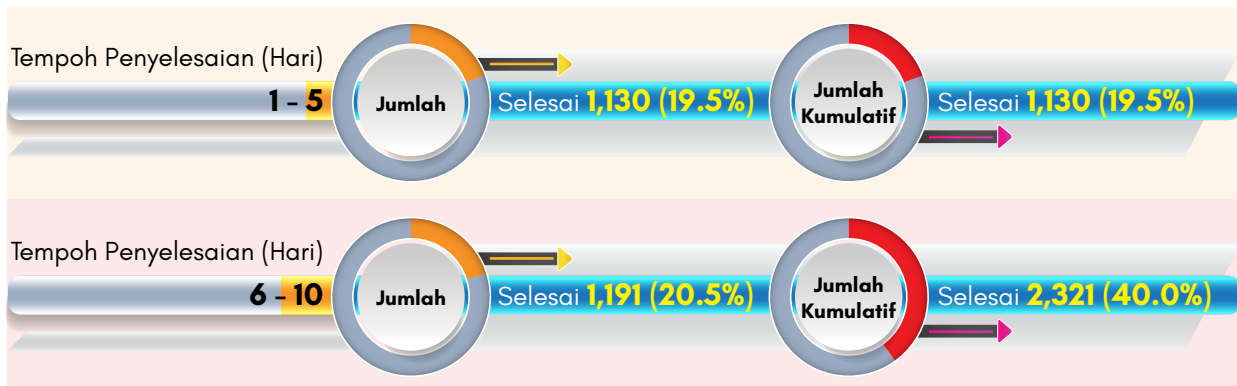 Tempoh Penyelesaian (Hari)
1 - 5
Jumlah
Selesai 1,130 (19.5%)
Jumlah
Kumulatif
Selesai 1,130 (19.5%)
Tempoh Penyelesaian (Hari)
6 - 10
Jumlah
Selesai 1,191 (20.5%)
Jumlah
Kumulatif
Selesai 2,321 (40.0%)